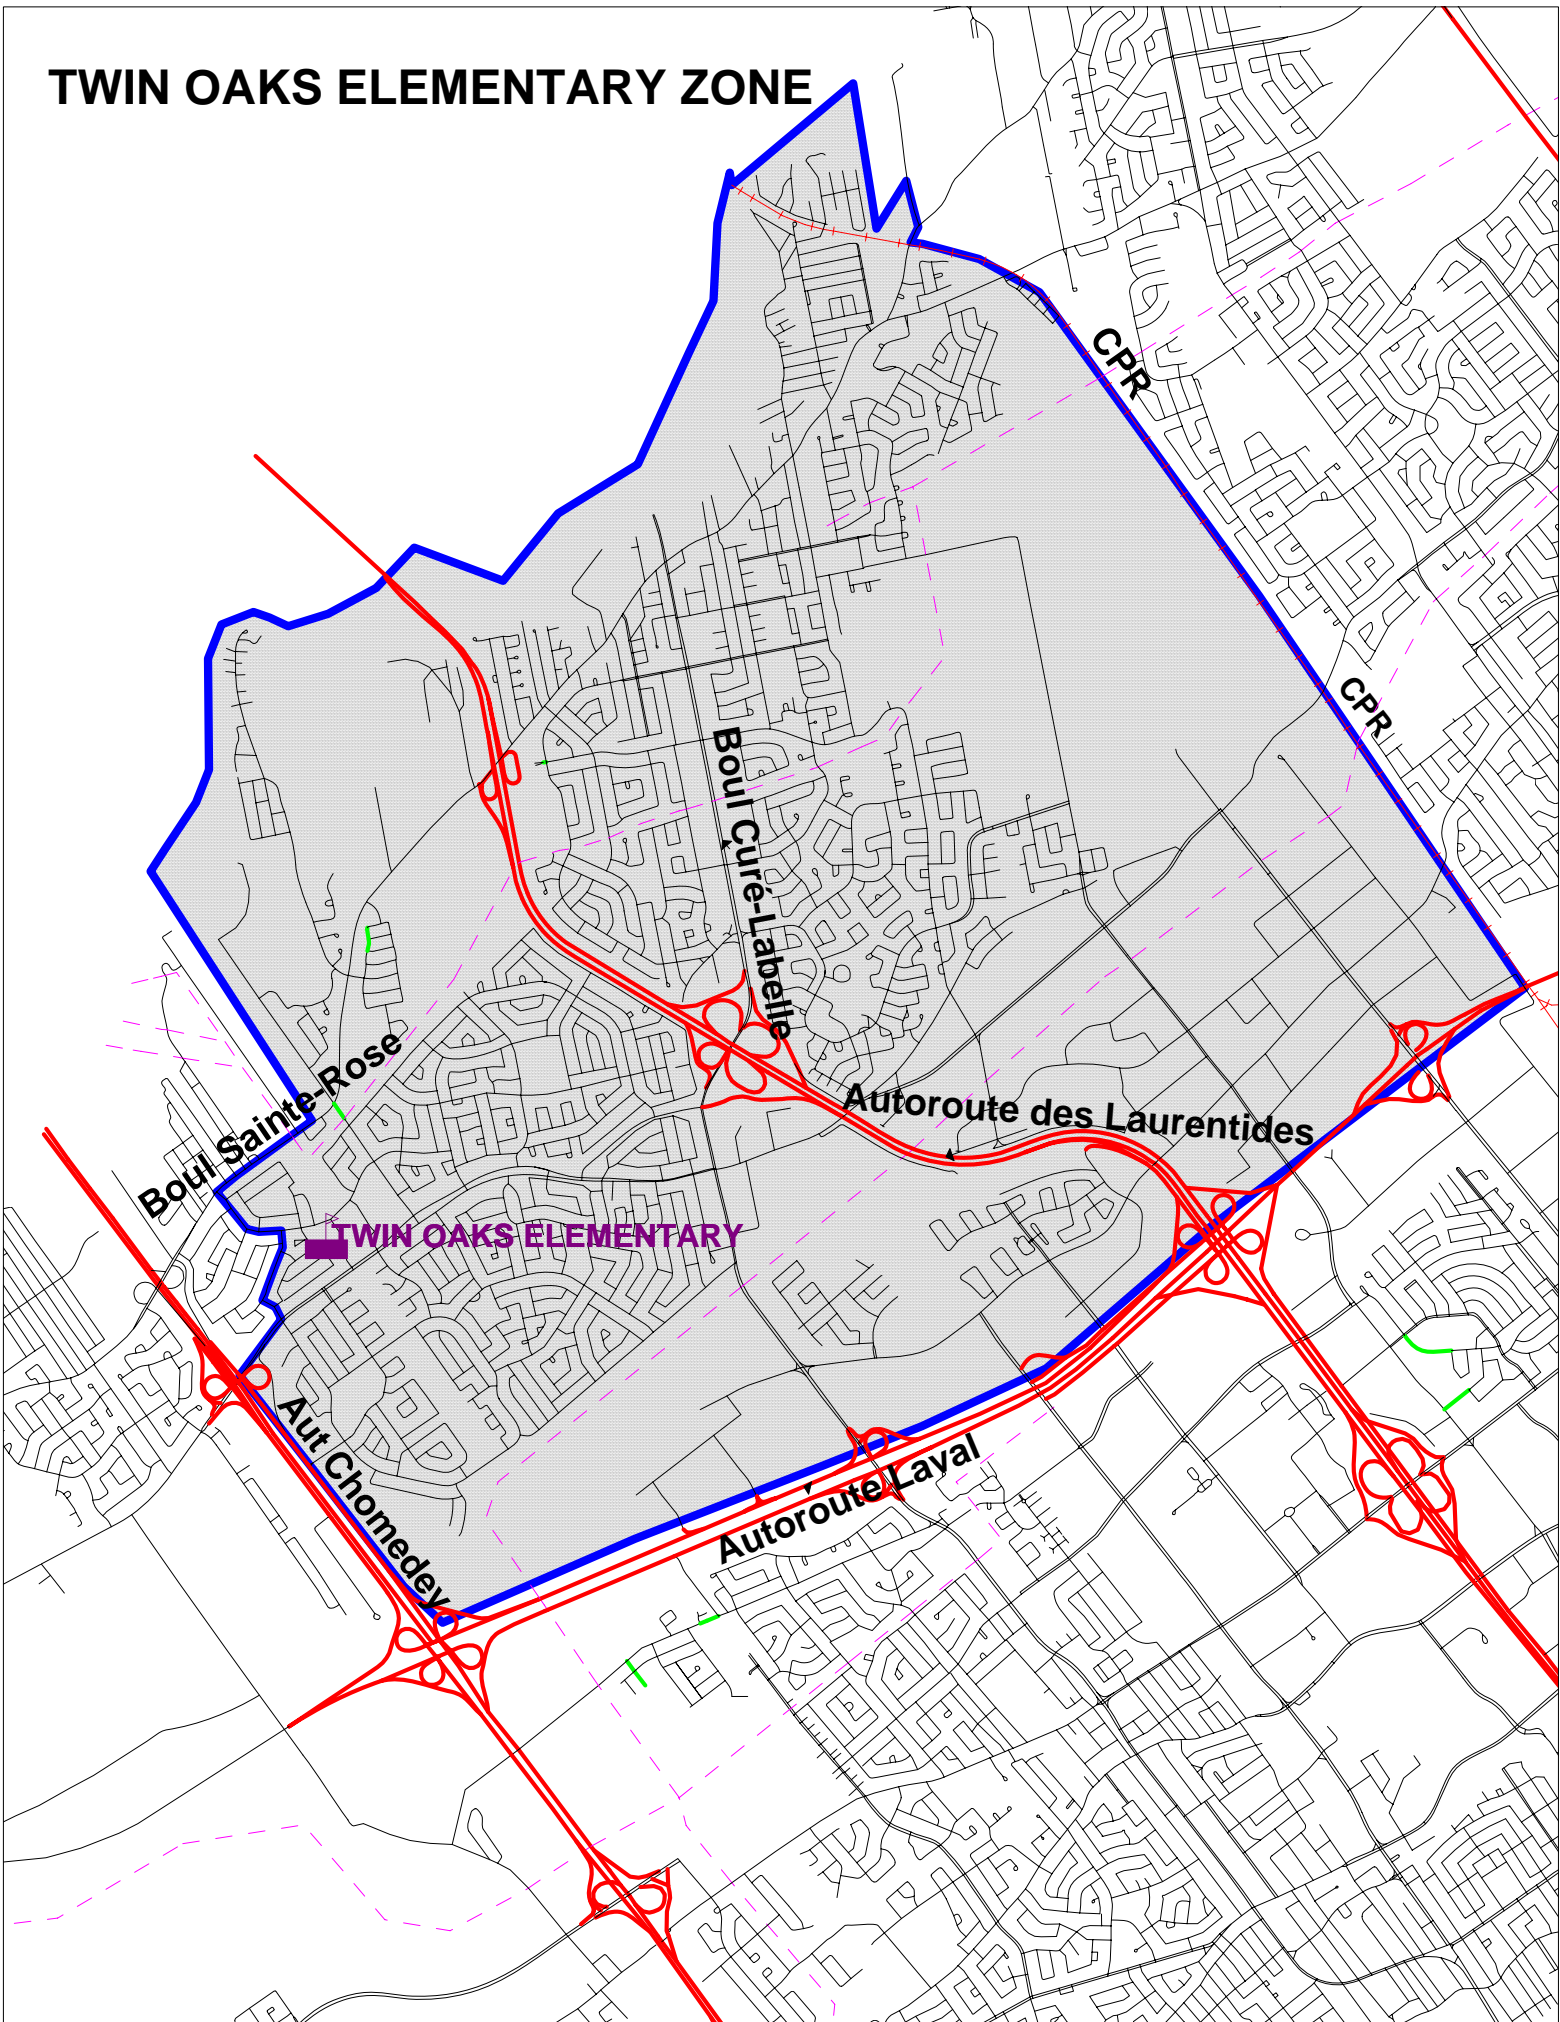 TWIN OAKS ELEMENTARY ZONE
CPR
CPR
Boul Curé-Labelle
Boul Sainte-Rose
Autoroute des Laurentides
TWIN OAKS ELEMENTARY
Aut Chomedey
Autoroute Laval